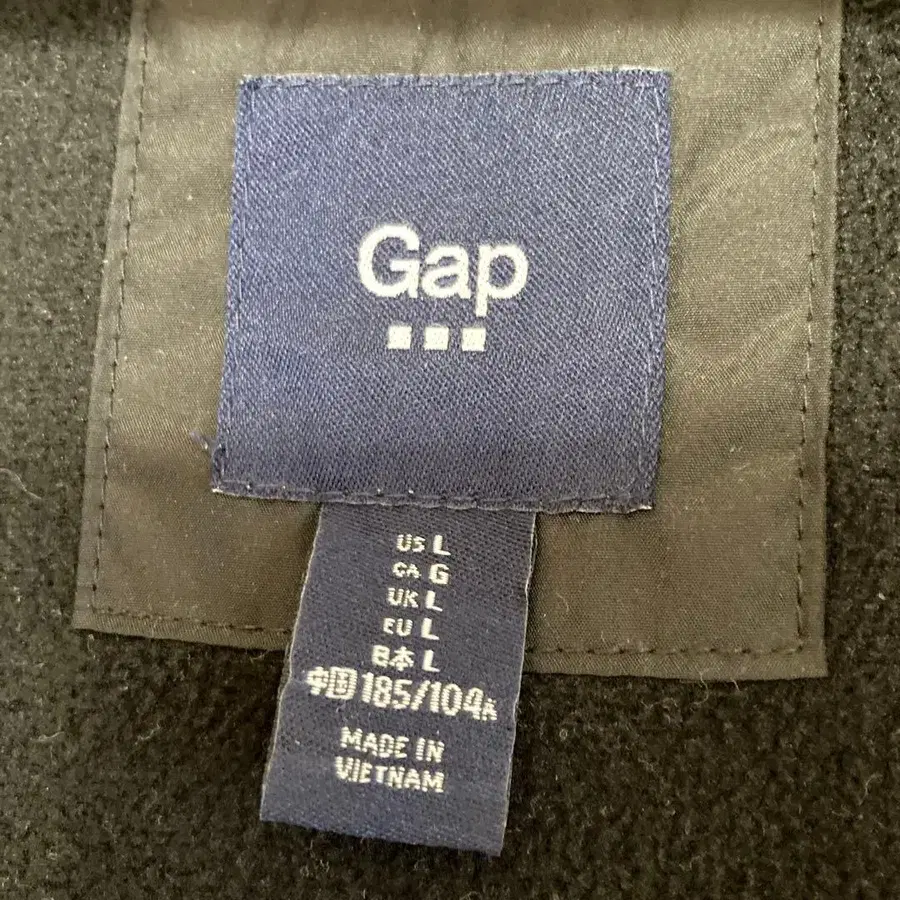 Gap
US L
CA G
UK L
EU L
日本 L
中国 185/104A
MADE IN
VIETNAM